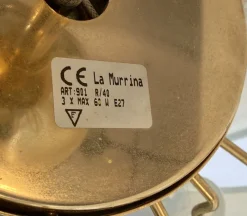 CE La Murrina
ART:901 R/40
3 X MAX 60 W E27
F